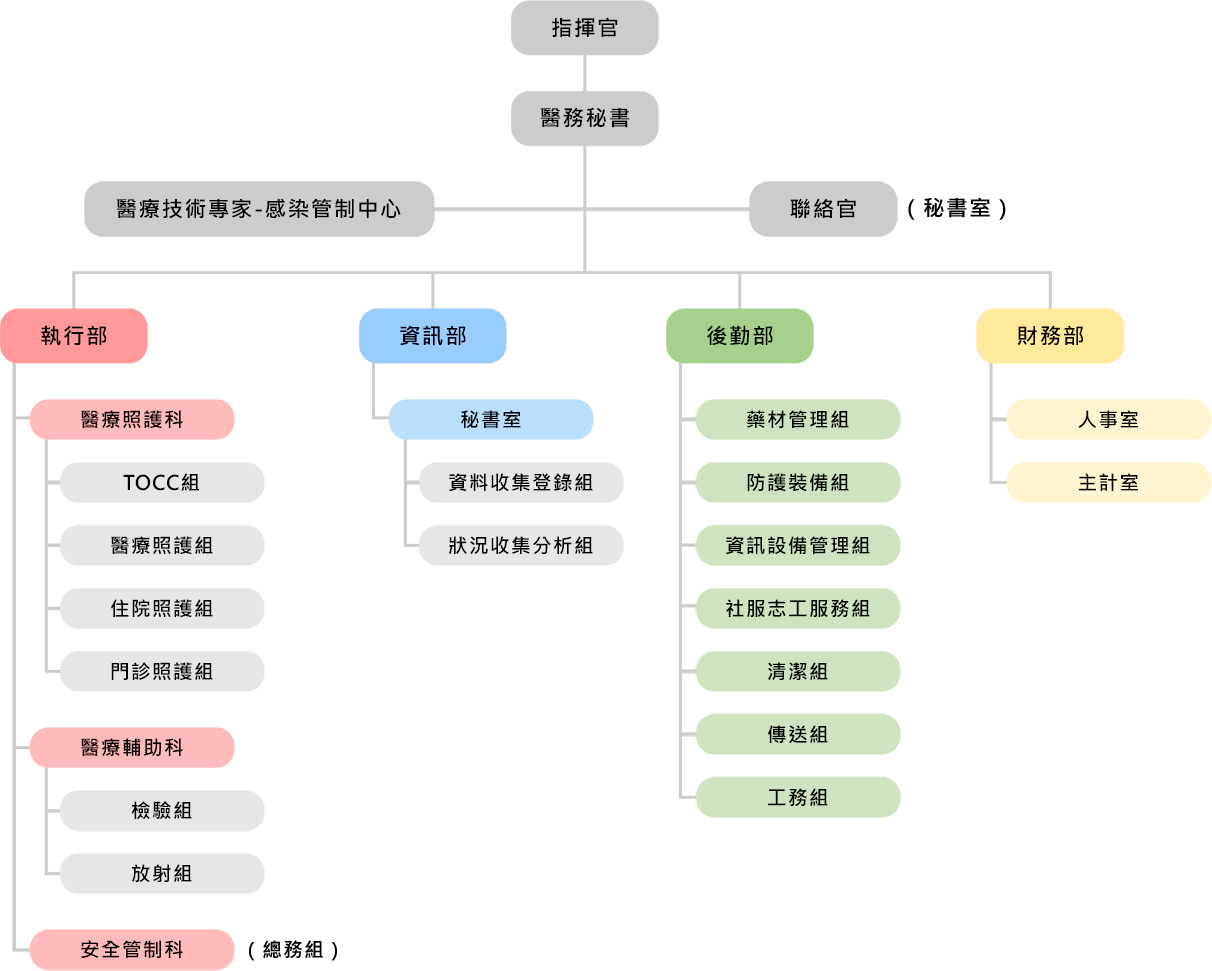 指揮官
醫務秘書
醫療技術專家-感染管制中心
聯絡官 (秘書室)
執行部
醫療照護科
TOCC組
醫療照護組
住院照護組
門診照護組
醫療輔助科
檢驗組
放射組
安全管制科 (總務組)
資訊部
秘書室
資料收集登錄組
狀況收集分析組
後勤部
藥材管理組
防護裝備組
資訊設備管理組
社服志工服務組
清潔組
傳送組
工務組
財務部
人事室
主計室